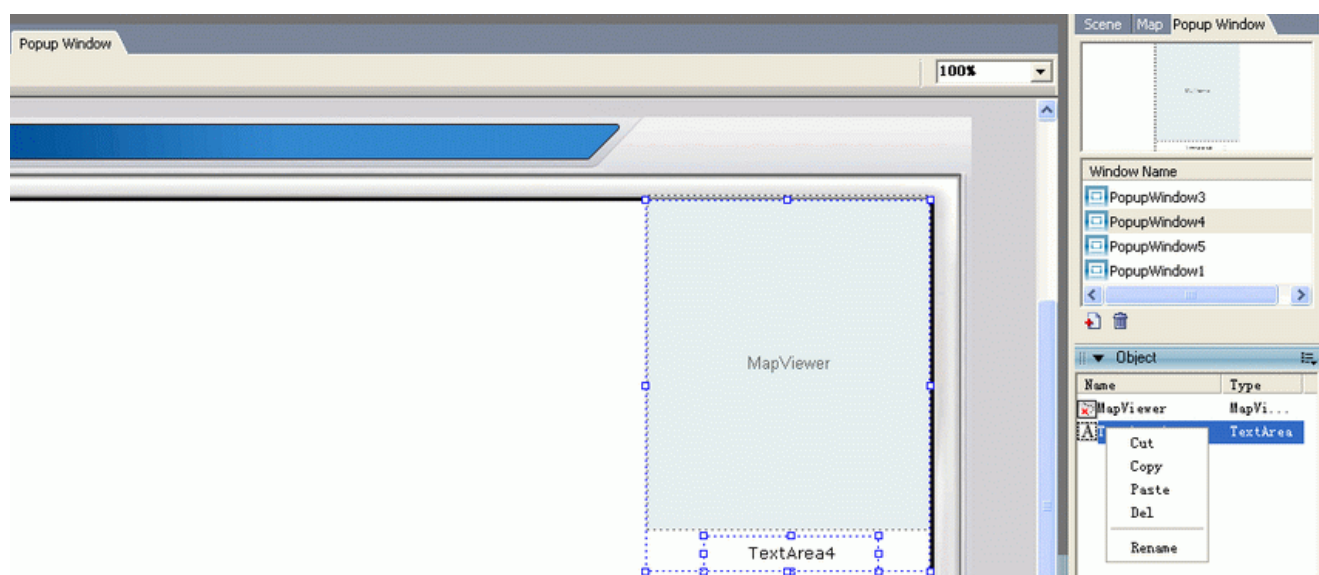 Popup Window
100%
MapViewer
TextArea4
Scene Map Popup Window
Window Name
PopupWindow3
PopupWindow4
PopupWindow5
PopupWindow1
Object
Name Type
MapViewer MapVi...
TextArea
Cut
Copy
Paste
Del
Rename